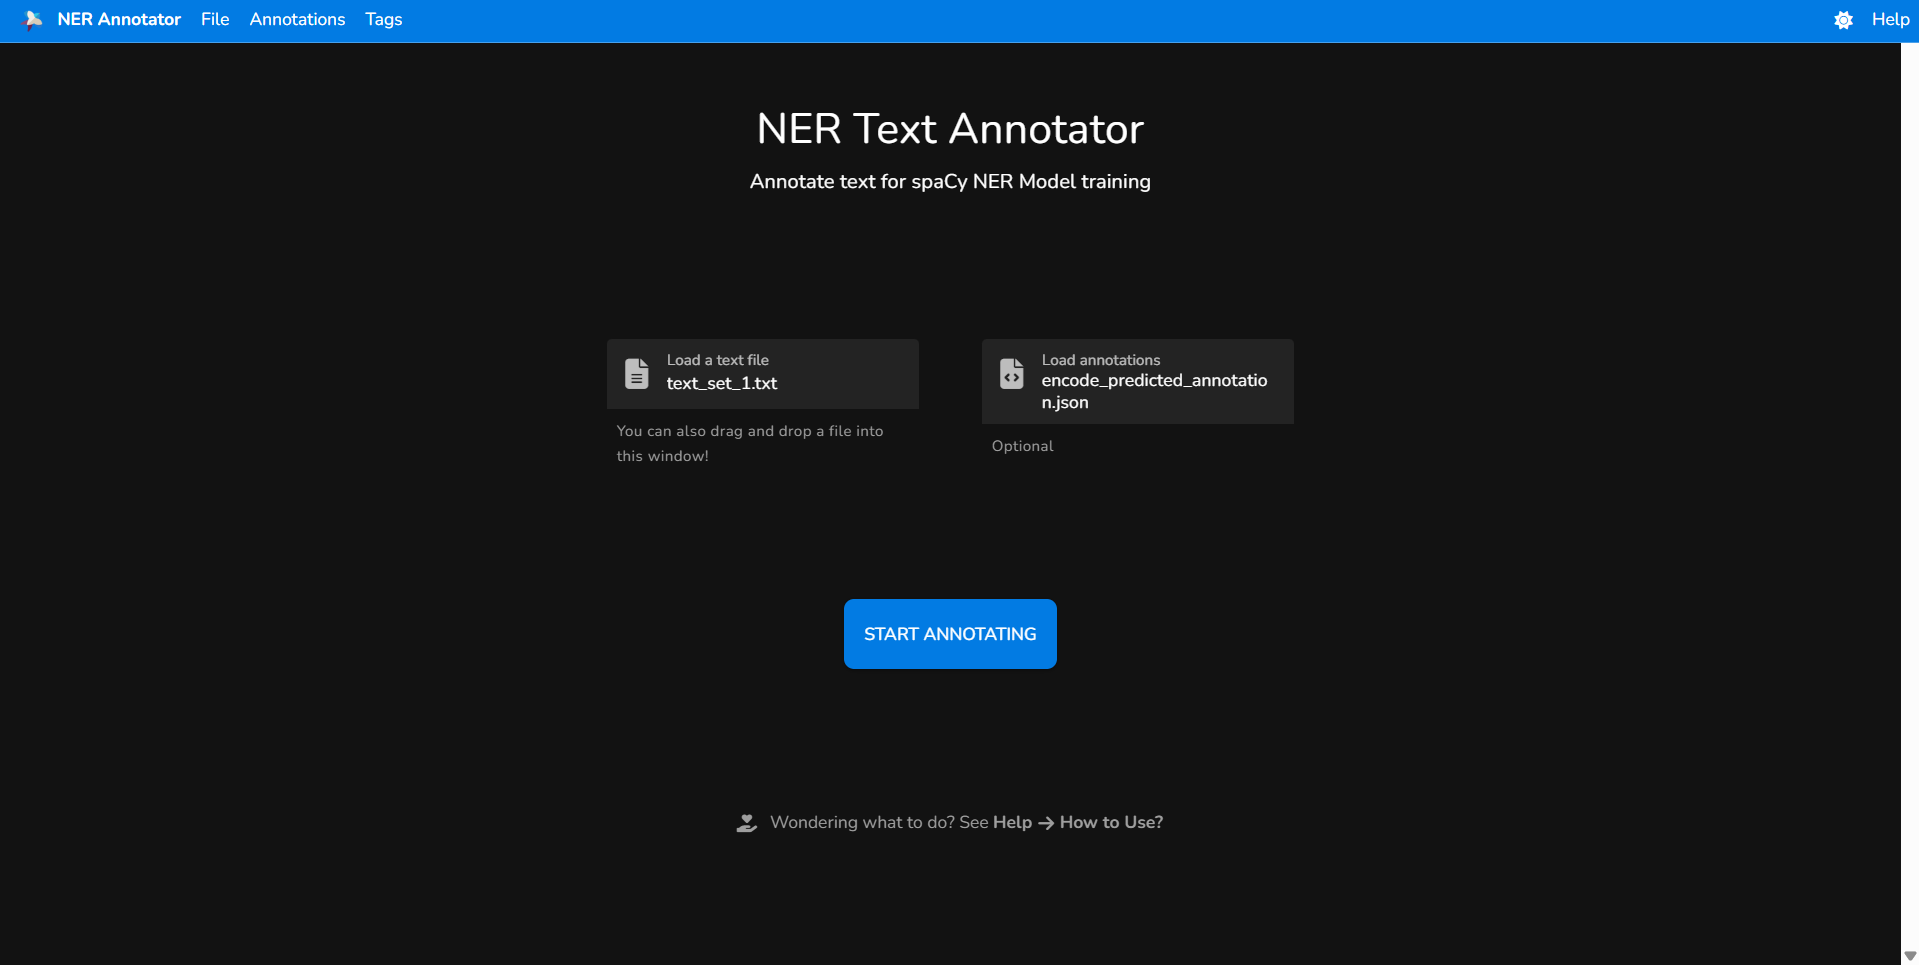 NER Annotator File Annotations Tags Help
NER Text Annotator
Annotate text for spaCy NER Model training
Load a text file
text_set_1.txt
You can also drag and drop a file into
this window!
Load annotations
encode_predicted_annotatio
n.json
Optional
START ANNOTATING
Wondering what to do? See Help → How to Use?